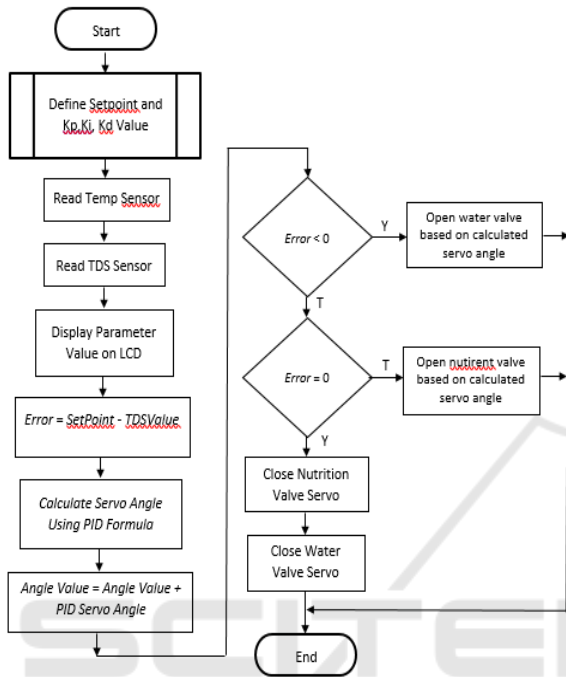 Start
Define Setpoint and
Kp,Ki, Kd Value
Read Temp Sensor
Read TDS Sensor
Display Parameter
Value on LCD
Error = SetPoint - TDSValue
Calculate Servo Angle
Using PID Formula
Angle Value = Angle Value +
PID Servo Angle
Error < 0
Y
Open water valve
based on calculated
servo angle
T
Error = 0
T
Open nutirent valve
based on calculated
servo angle
Y
Close Nutrition
Valve Servo
Close Water
Valve Servo
End
SCITE